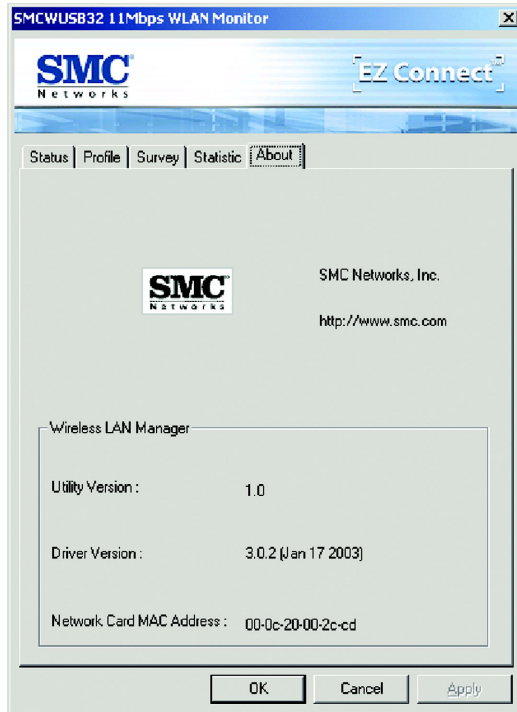 SMCWUSB32 11Mbps WLAN Monitor
SMC
Networks
EZ Connect
Status Profile Survey Statistic About
SMC
Networks
SMC Networks, Inc.
http://www.smc.com
Wireless LAN Manager
Utility Version : 1.0
Driver Version : 3.0.2 (Jan 17 2003)
Network Card MAC Address : 00-0c-20-00-2c-cd
OK Cancel Apply